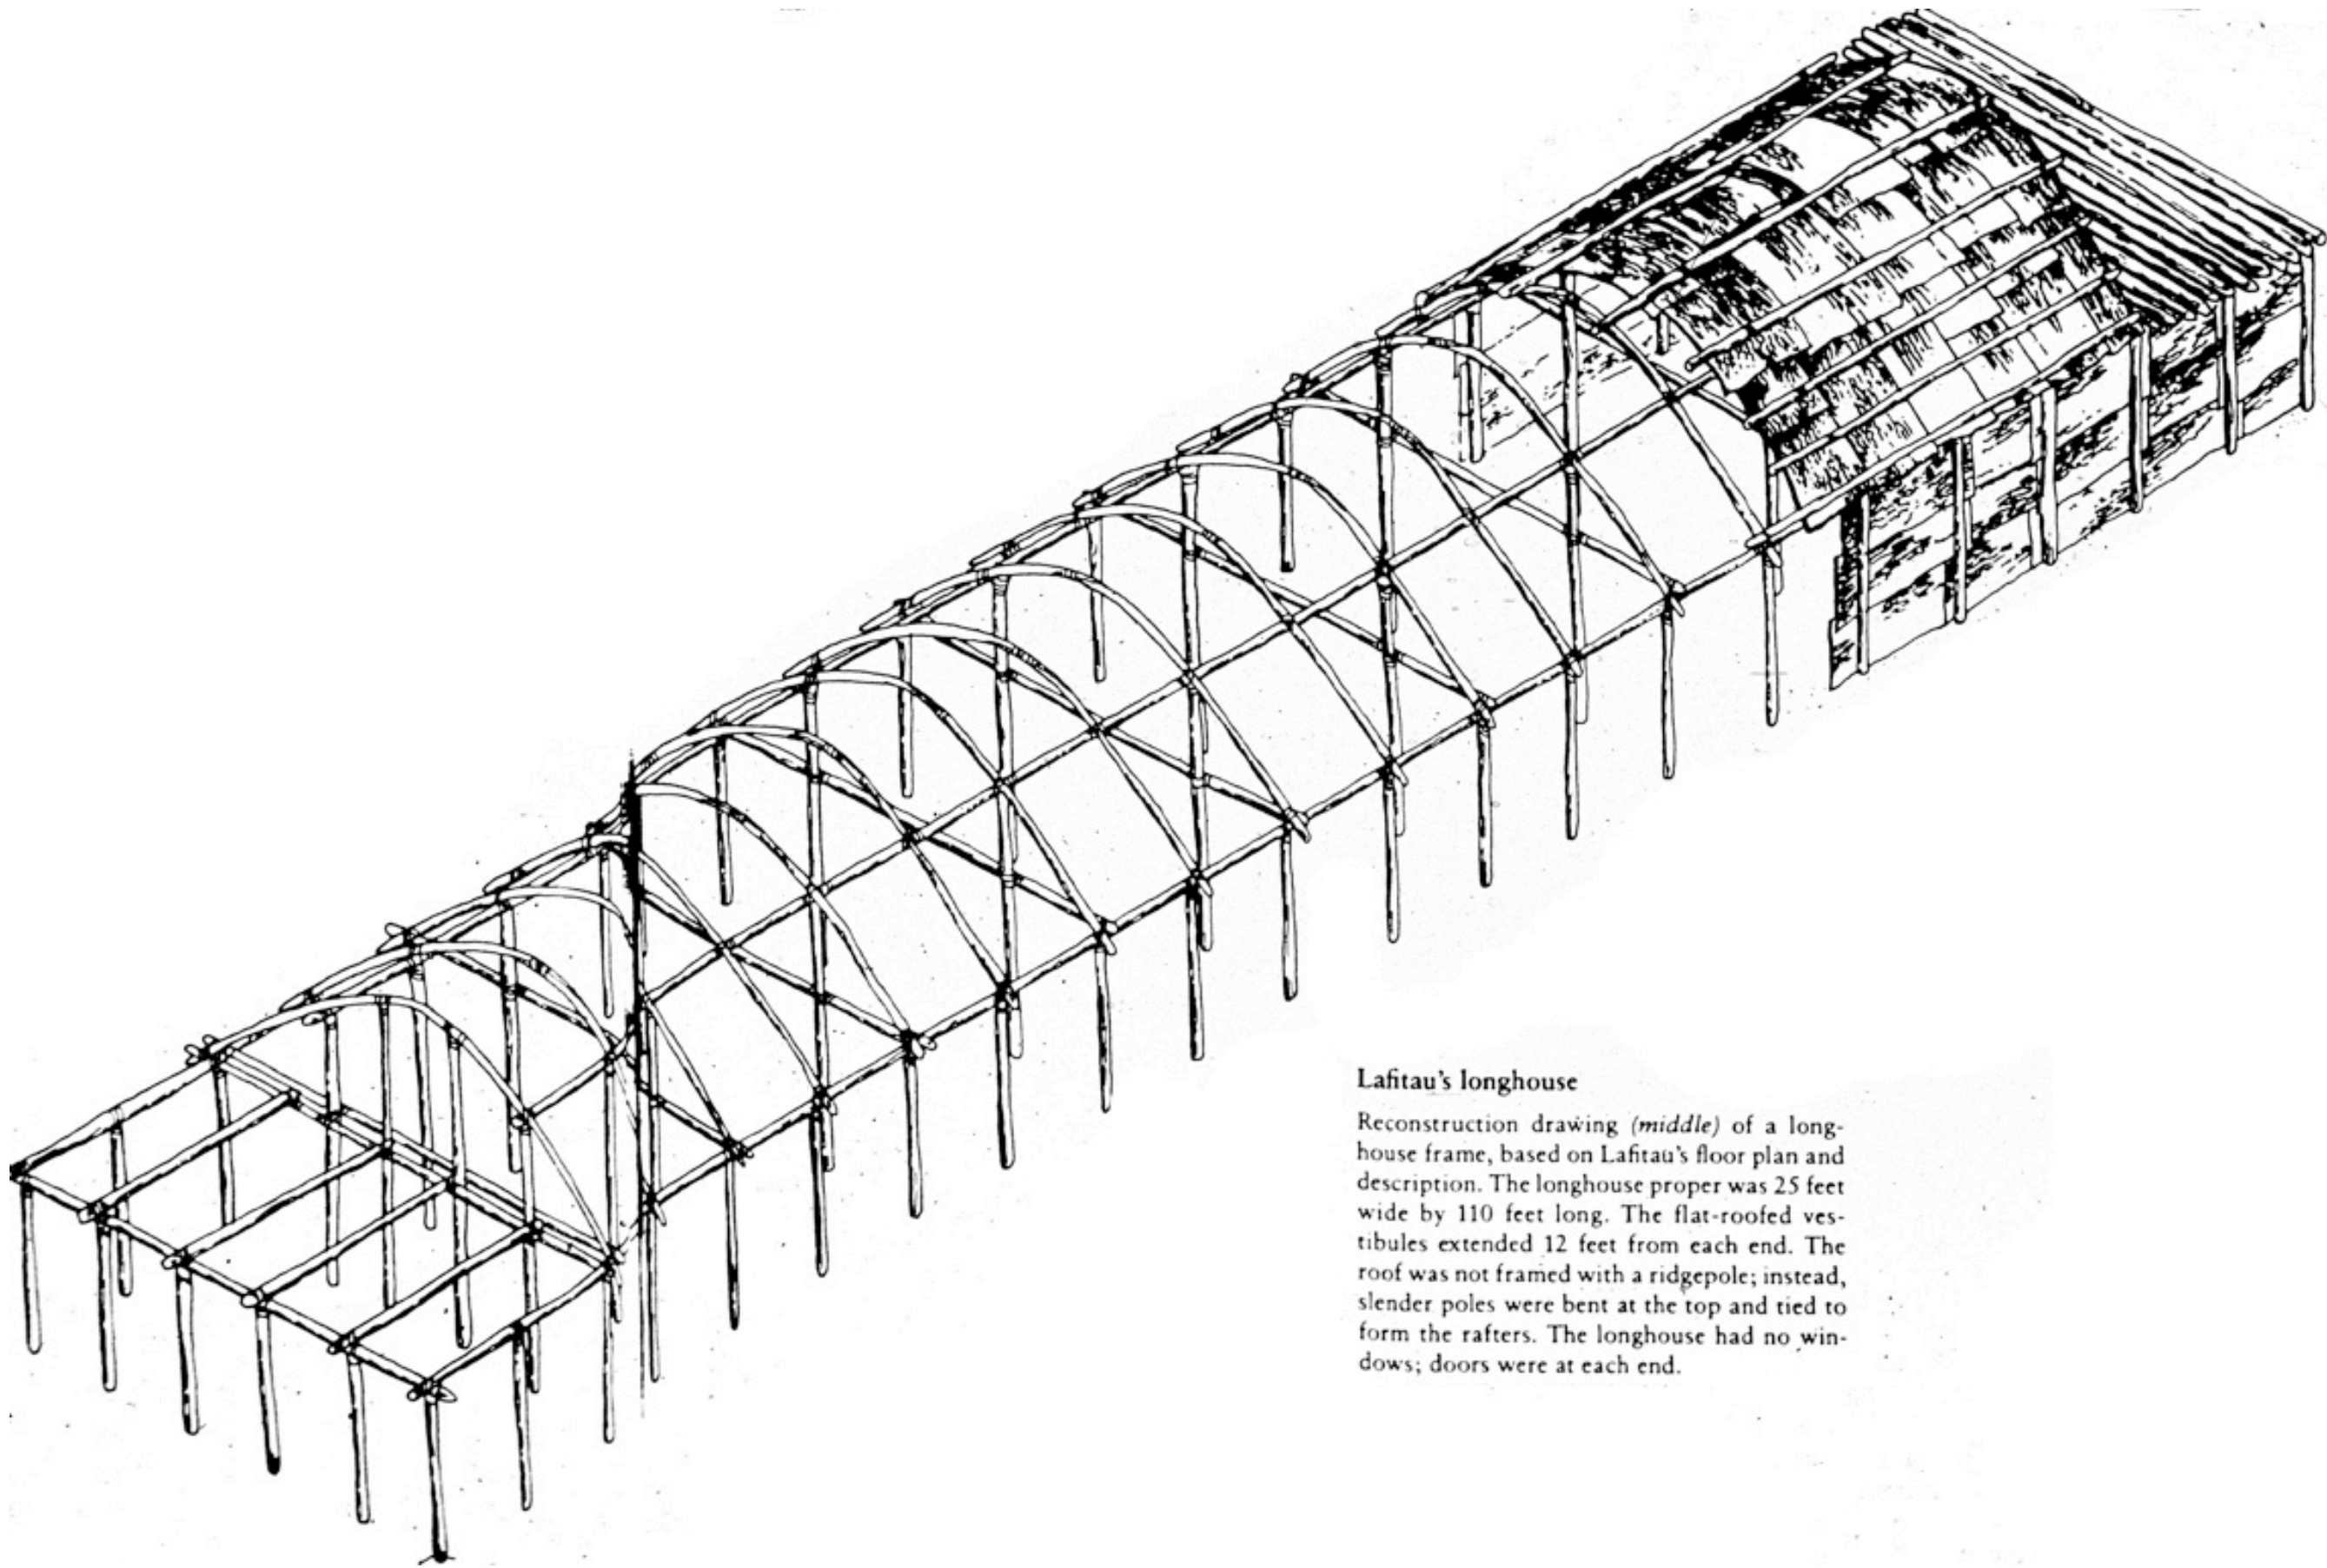 Lafitau's longhouse
Reconstruction drawing (middle) of a long-
house frame, based on Lafitau's floor plan and
description. The longhouse proper was 25 feet
wide by 110 feet long. The flat-roofed ves-
tibules extended 12 feet from each end. The
roof was not framed with a ridgepole; instead,
slender poles were bent at the top and tied to
form the rafters. The longhouse had no win-
dows; doors were at each end.